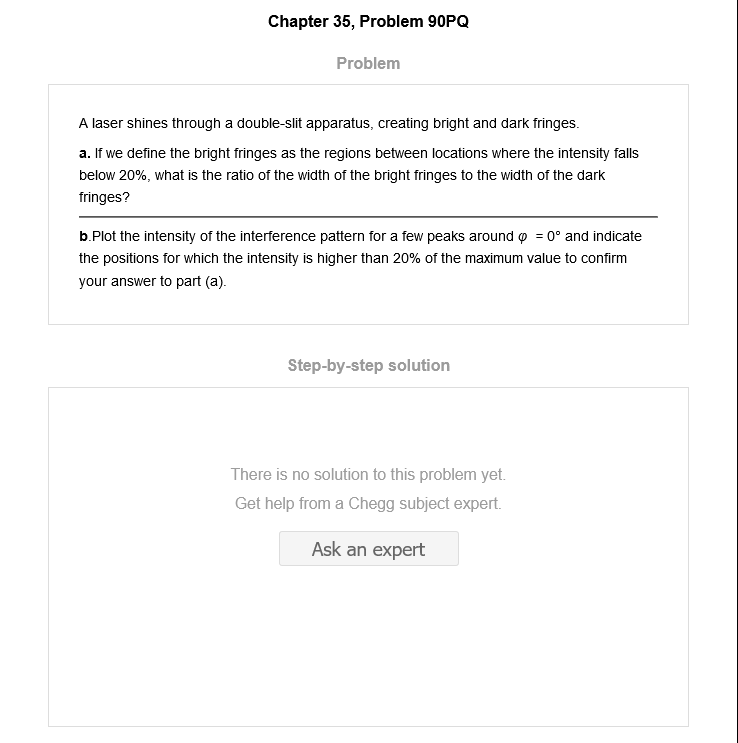 Chapter 35, Problem 90PQ
Problem
A laser shines through a double-slit apparatus, creating bright and dark fringes.
a. If we define the bright fringes as the regions between locations where the intensity falls
below 20%, what is the ratio of the width of the bright fringes to the width of the dark
fringes?
b.Plot the intensity of the interference pattern for a few peaks around φ = 0° and indicate
the positions for which the intensity is higher than 20% of the maximum value to confirm
your answer to part (a).
Step-by-step solution
There is no solution to this problem yet.
Get help from a Chegg subject expert.
Ask an expert